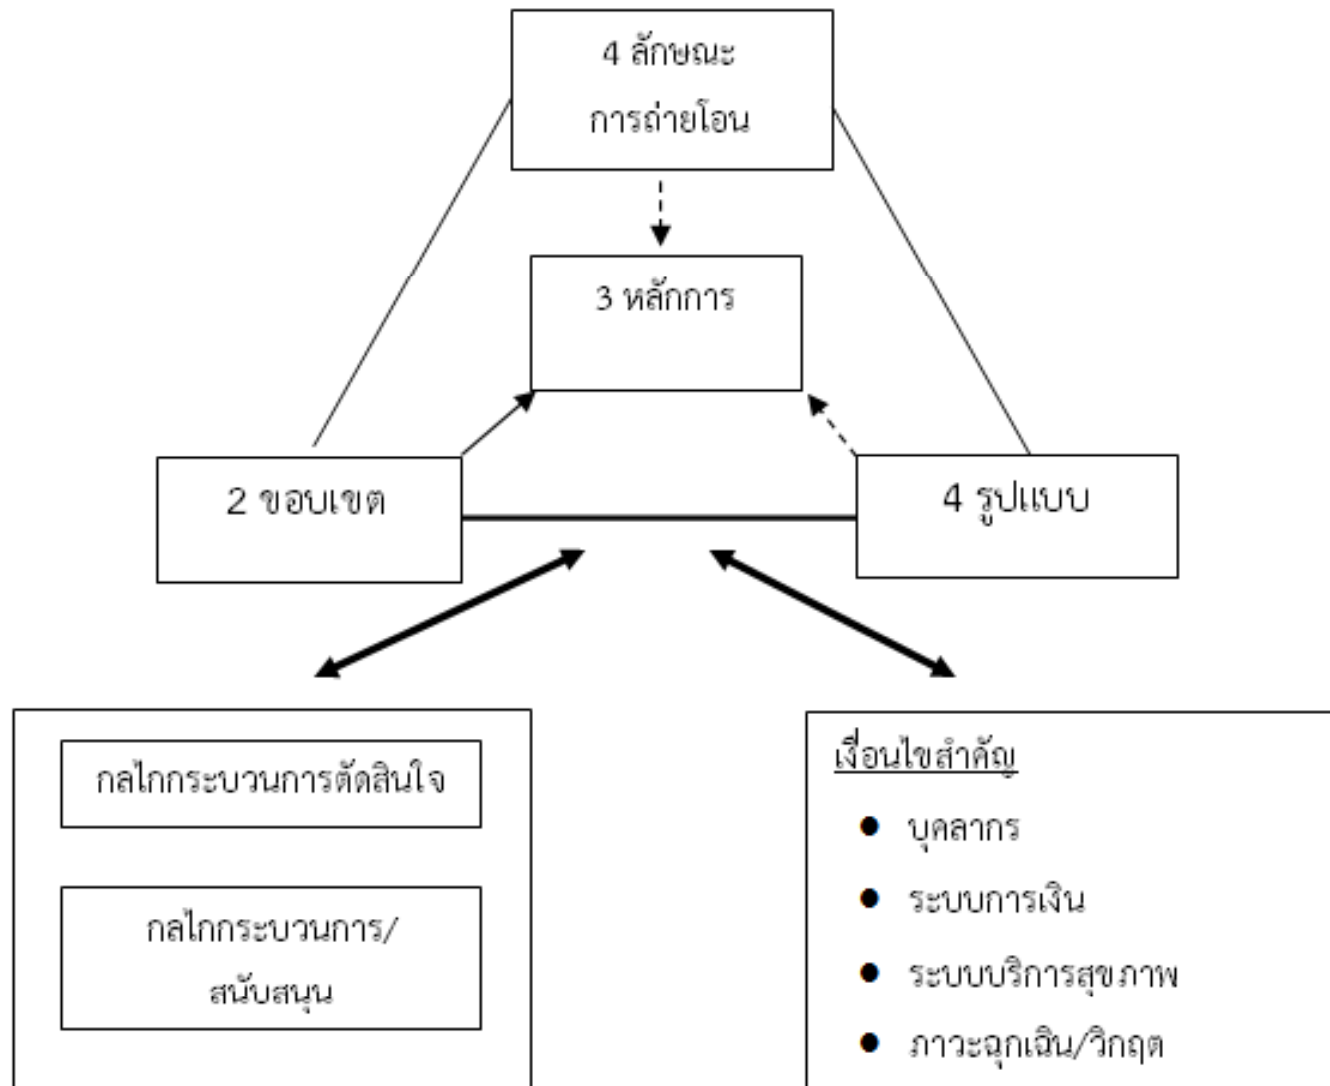 4 ลักษณะ
การถ่ายโอน
3 หลักการ
2 ขอบเขต
4 รูปแบบ
กลไกกระบวนการตัดสินใจ
กลไกกระบวนการ/
สนับสนุน
เงื่อนไขสำคัญ
● บุคลากร
● ระบบการเงิน
● ระบบบริการสุขภาพ
● ภาวะฉุกเฉิน/วิกฤต